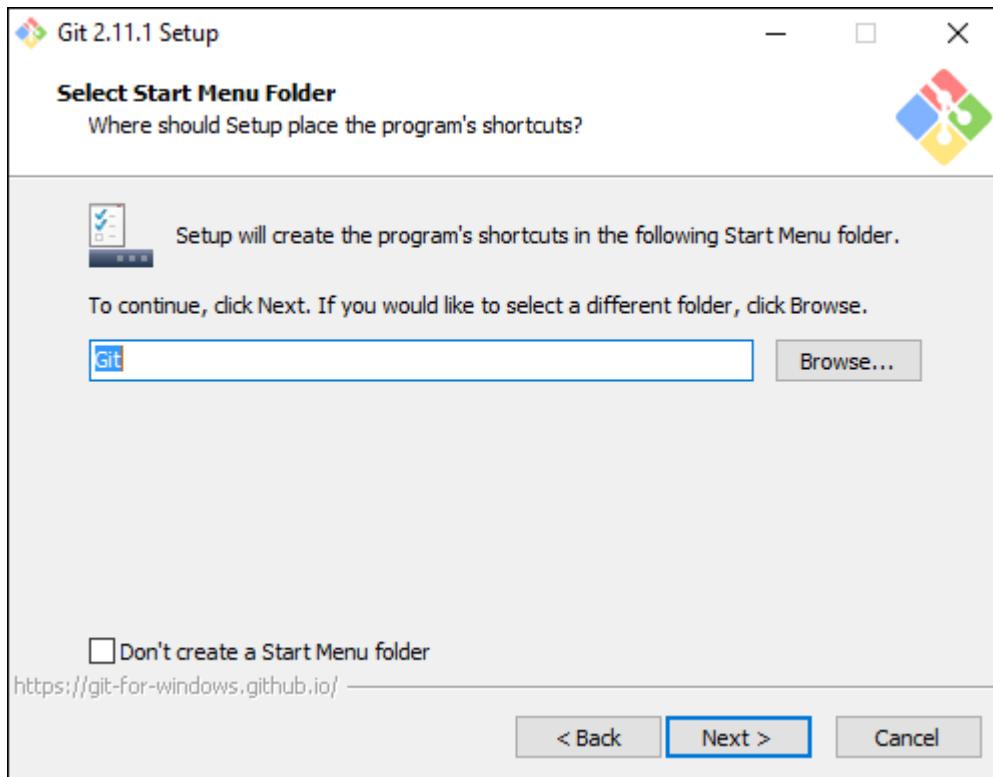 Git 2.11.1 Setup
Select Start Menu Folder
Where should Setup place the program's shortcuts?
Setup will create the program's shortcuts in the following Start Menu folder.
To continue, click Next. If you would like to select a different folder, click Browse.
Git
Browse...
Don't create a Start Menu folder
https://git-for-windows.github.io/
< Back
Next >
Cancel